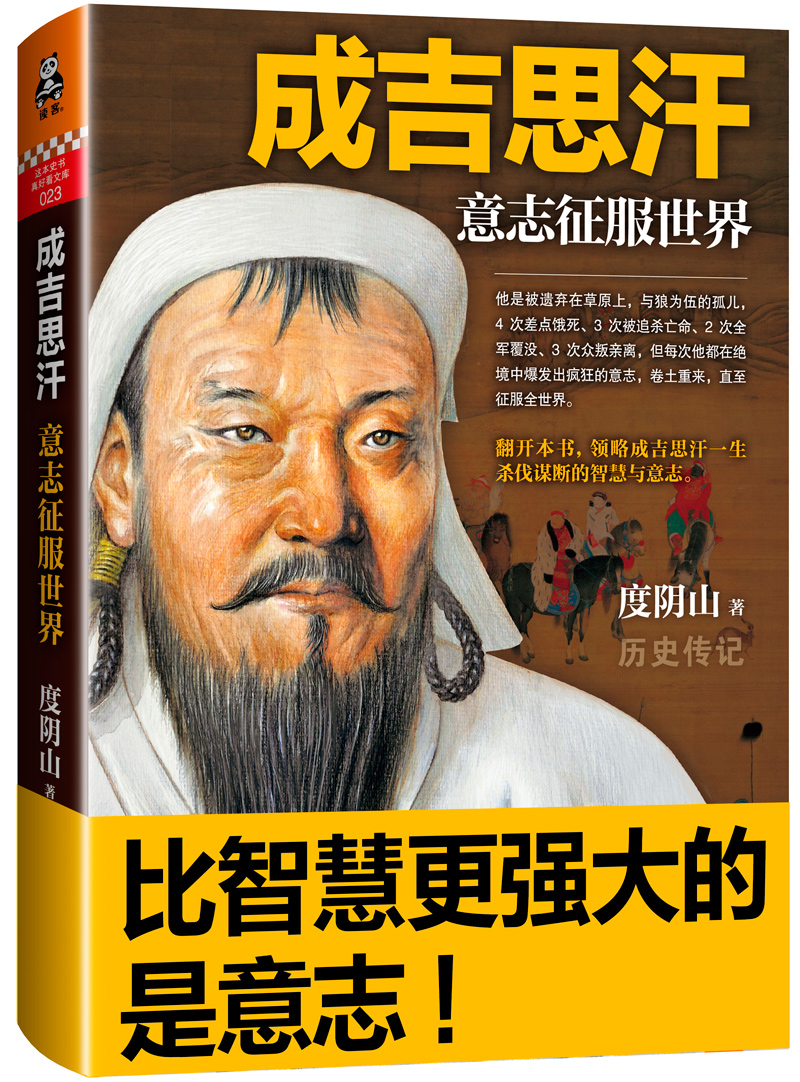 读客®
这本史书
真好看文库
023
成吉思汗
意志征服世界
度阴山 著
成吉思汗
意志征服世界
他是被遗弃在草原上，与狼为伍的孤儿，
4 次差点饿死、3 次被追杀亡命、2 次全
军覆没、3 次众叛亲离，但每次他都在绝
境中爆发出疯狂的意志，卷土重来，直至
征服全世界。
翻开本书，领略成吉思汗一生
杀伐谋断的智慧与意志。
度阴山 著
历史传记
比智慧更强大的
是意志！